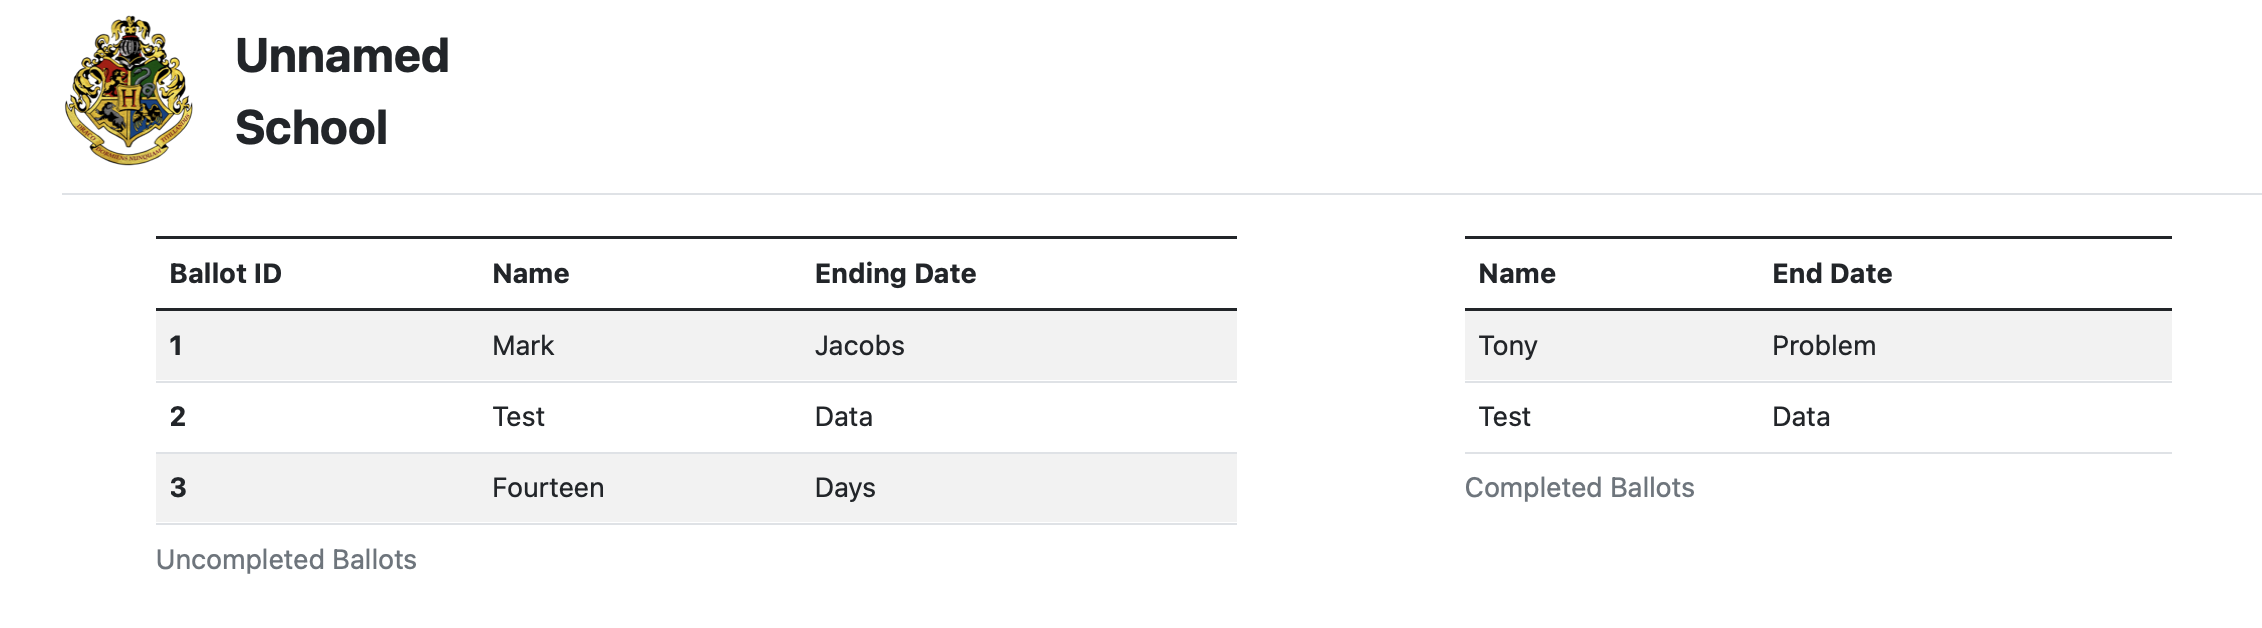 Unnamed
School
H
Ballot ID Name Ending Date
1 Mark Jacobs
2 Test Data
3 Fourteen Days
Uncompleted Ballots
Name End Date
Tony Problem
Test Data
Completed Ballots